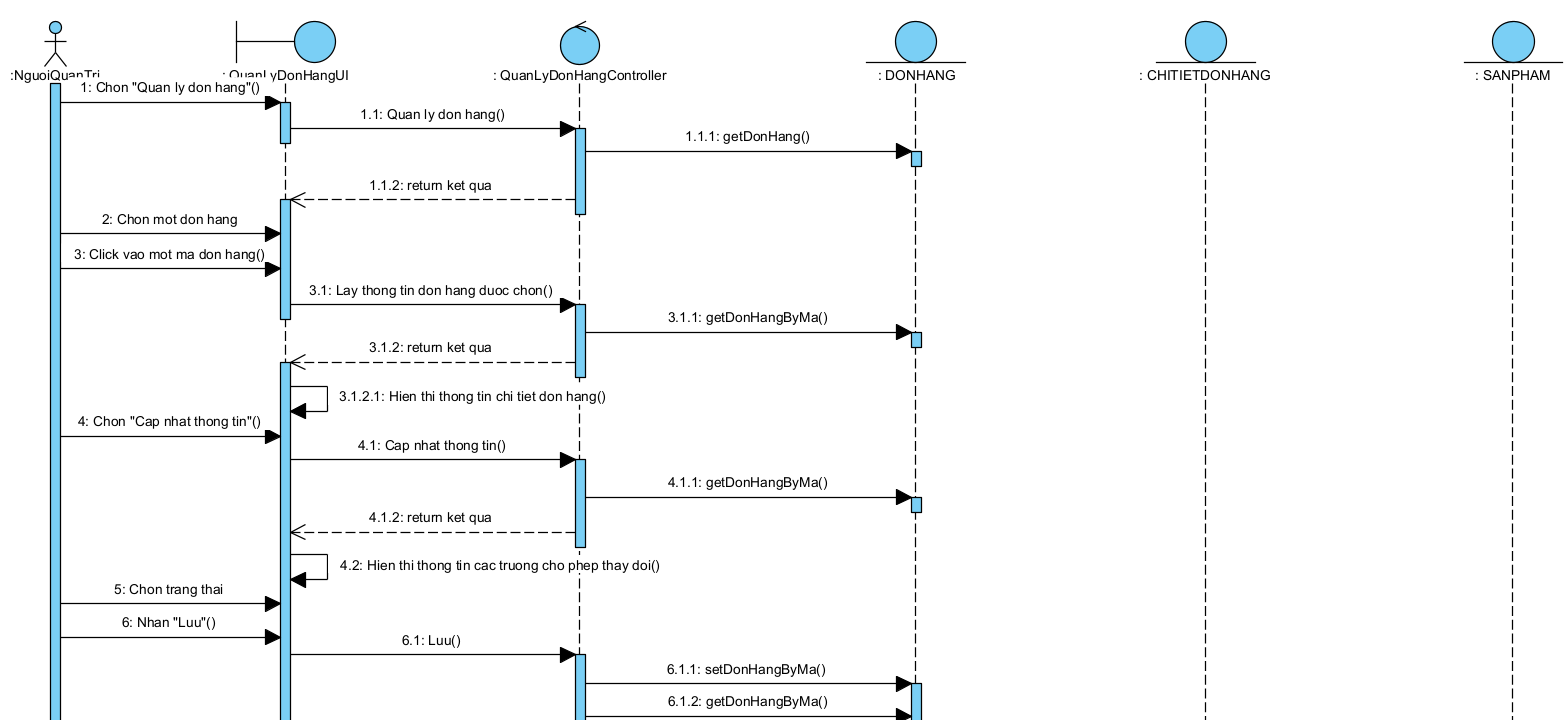 :NguoiQuanTri
: QuanLyDonHangUI
: QuanLyDonHangController
: DONHANG
: CHITIETDONHANG
: SANPHAM
1: Chon "Quan ly don hang"()
1.1: Quan ly don hang()
1.1.1: getDonHang()
1.1.2: return ket qua
2: Chon mot don hang
3: Click vao mot ma don hang()
3.1: Lay thong tin don hang duoc chon()
3.1.1: getDonHangByMa()
3.1.2: return ket qua
3.1.2.1: Hien thi thong tin chi tiet don hang()
4: Chon "Cap nhat thong tin"()
4.1: Cap nhat thong tin()
4.1.1: getDonHangByMa()
4.1.2: return ket qua
4.2: Hien thi thong tin cac truong cho phep thay doi()
5: Chon trang thai
6: Nhan "Luu"()
6.1: Luu()
6.1.1: setDonHangByMa()
6.1.2: getDonHangByMa()